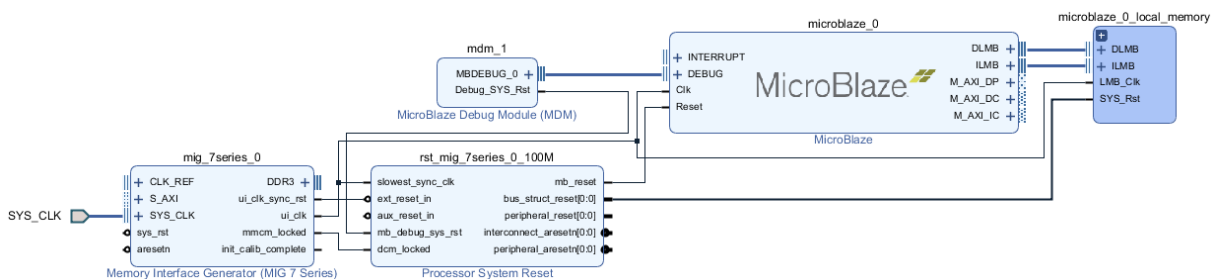 microblaze_0_local_memory
DLMB
ILMB
LMB_Clk
SYS_Rst
microblaze_0
INTERRUPT
DEBUG
Clk
Reset
MicroBlaze
DLMB
ILMB
M_AXI_DP
M_AXI_DC
M_AXI_IC
MicroBlaze
mdm_1
MBDEBUG_0
Debug_SYS_Rst
MicroBlaze Debug Module (MDM)
SYS_CLK
mig_7series_0
CLK_REF
S_AXI
SYS_CLK
sys_rst
aresetn
DDR3
ui_clk_sync_rst
ui_clk
mmcm_locked
init_calib_complete
Memory Interface Generator (MIG 7 Series)
rst_mig_7series_0_100M
slowest_sync_clk
ext_reset_in
aux_reset_in
mb_debug_sys_rst
dcm_locked
mb_reset
bus_struct_reset[0:0]
peripheral_reset[0:0]
interconnect_aresetn[0:0]
peripheral_aresetn[0:0]
Processor System Reset